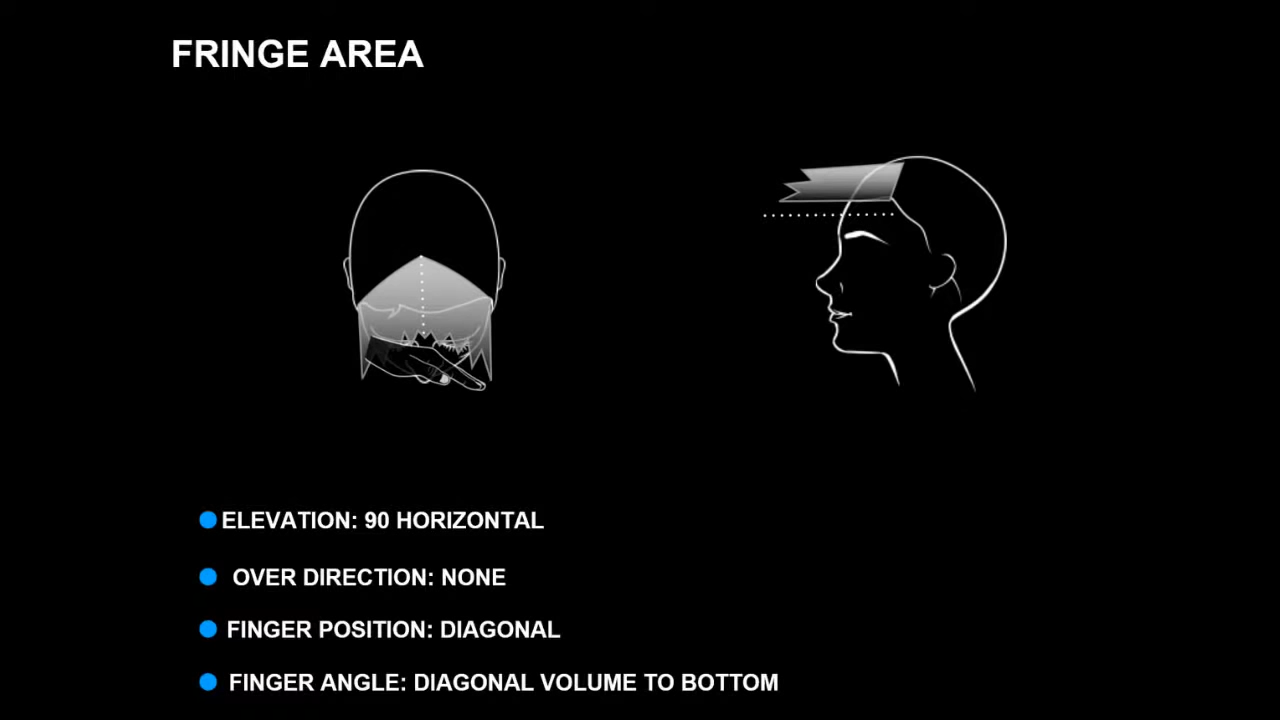 FRINGE AREA
ELEVATION: 90 HORIZONTAL
OVER DIRECTION: NONE
FINGER POSITION: DIAGONAL
FINGER ANGLE: DIAGONAL VOLUME TO BOTTOM